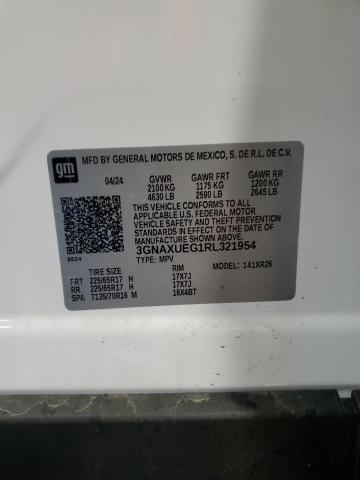 gm
MFD BY GENERAL MOTORS DE MEXICO, S. DE R.L. DE C.V.
04/24 GVWR GAWR FRT GAWR RR
2100 KG 1175 KG 1200 KG
4630 LB 2590 LB 2645 LB
THIS VEHICLE CONFORMS TO ALL
APPLICABLE U.S. FEDERAL MOTOR
VEHICLE SAFETY AND THEFT PREVENTION
STANDARDS IN EFFECT ON THE DATE OF
MANUFACTURE SHOWN ABOVE.
3GNAXUEG1RL321954
TYPE: MPV 141XR26
TIRE SIZE RIM
FRT 225/65R17 H 17X7J
RR 225/65R17 H 17X7J
SPA T135/70R16 M 16X4BT